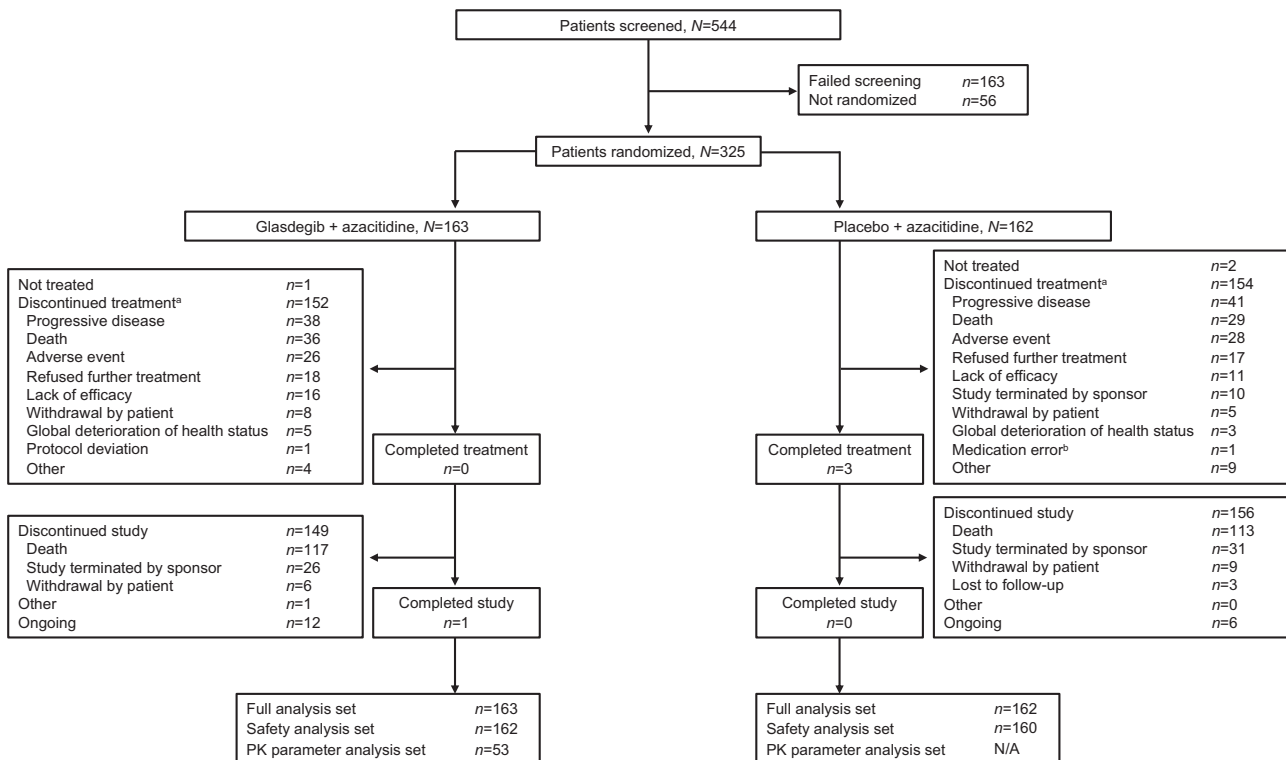 Patients screened, N=544
Failed screening n=163
Not randomized n=56
Patients randomized, N=325
Glasdegib + azacitidine, N=163
Placebo + azacitidine, N=162
Not treated n=1
Discontinued treatmentᵃ n=152
Progressive disease n=38
Death n=36
Adverse event n=26
Refused further treatment n=18
Lack of efficacy n=16
Withdrawal by patient n=8
Global deterioration of health status n=5
Protocol deviation n=1
Other n=4
Completed treatment
n=0
Not treated n=2
Discontinued treatmentᵃ n=154
Progressive disease n=41
Death n=29
Adverse event n=28
Refused further treatment n=17
Lack of efficacy n=11
Study terminated by sponsor n=10
Withdrawal by patient n=5
Global deterioration of health status n=3
Medication errorᵇ n=1
Other n=9
Completed treatment
n=3
Discontinued study n=149
Death n=117
Study terminated by sponsor n=26
Withdrawal by patient n=6
Other n=1
Ongoing n=12
Completed study
n=1
Discontinued study n=156
Death n=113
Study terminated by sponsor n=31
Withdrawal by patient n=9
Lost to follow-up n=3
Other n=0
Ongoing n=6
Completed study
n=0
Full analysis set n=163
Safety analysis set n=162
PK parameter analysis set n=53
Full analysis set n=162
Safety analysis set n=160
PK parameter analysis set N/A